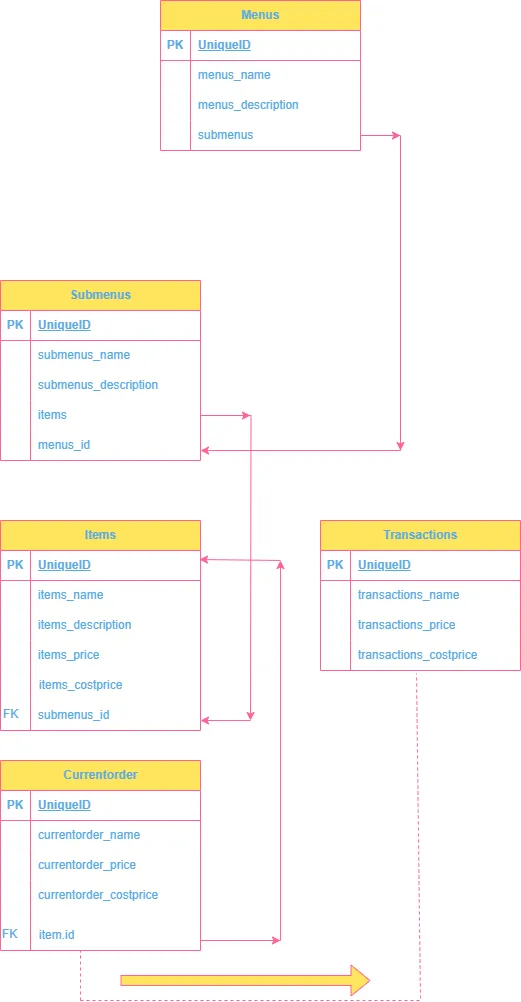 Menus
PK UniqueID
menus_name
menus_description
submenus
Submenus
PK UniqueID
submenus_name
submenus_description
items
menus_id
Items
PK UniqueID
items_name
items_description
items_price
items_costprice
FK submenus_id
Transactions
PK UniqueID
transactions_name
transactions_price
transactions_costprice
Currentorder
PK UniqueID
currentorder_name
currentorder_price
currentorder_costprice
FK item.id